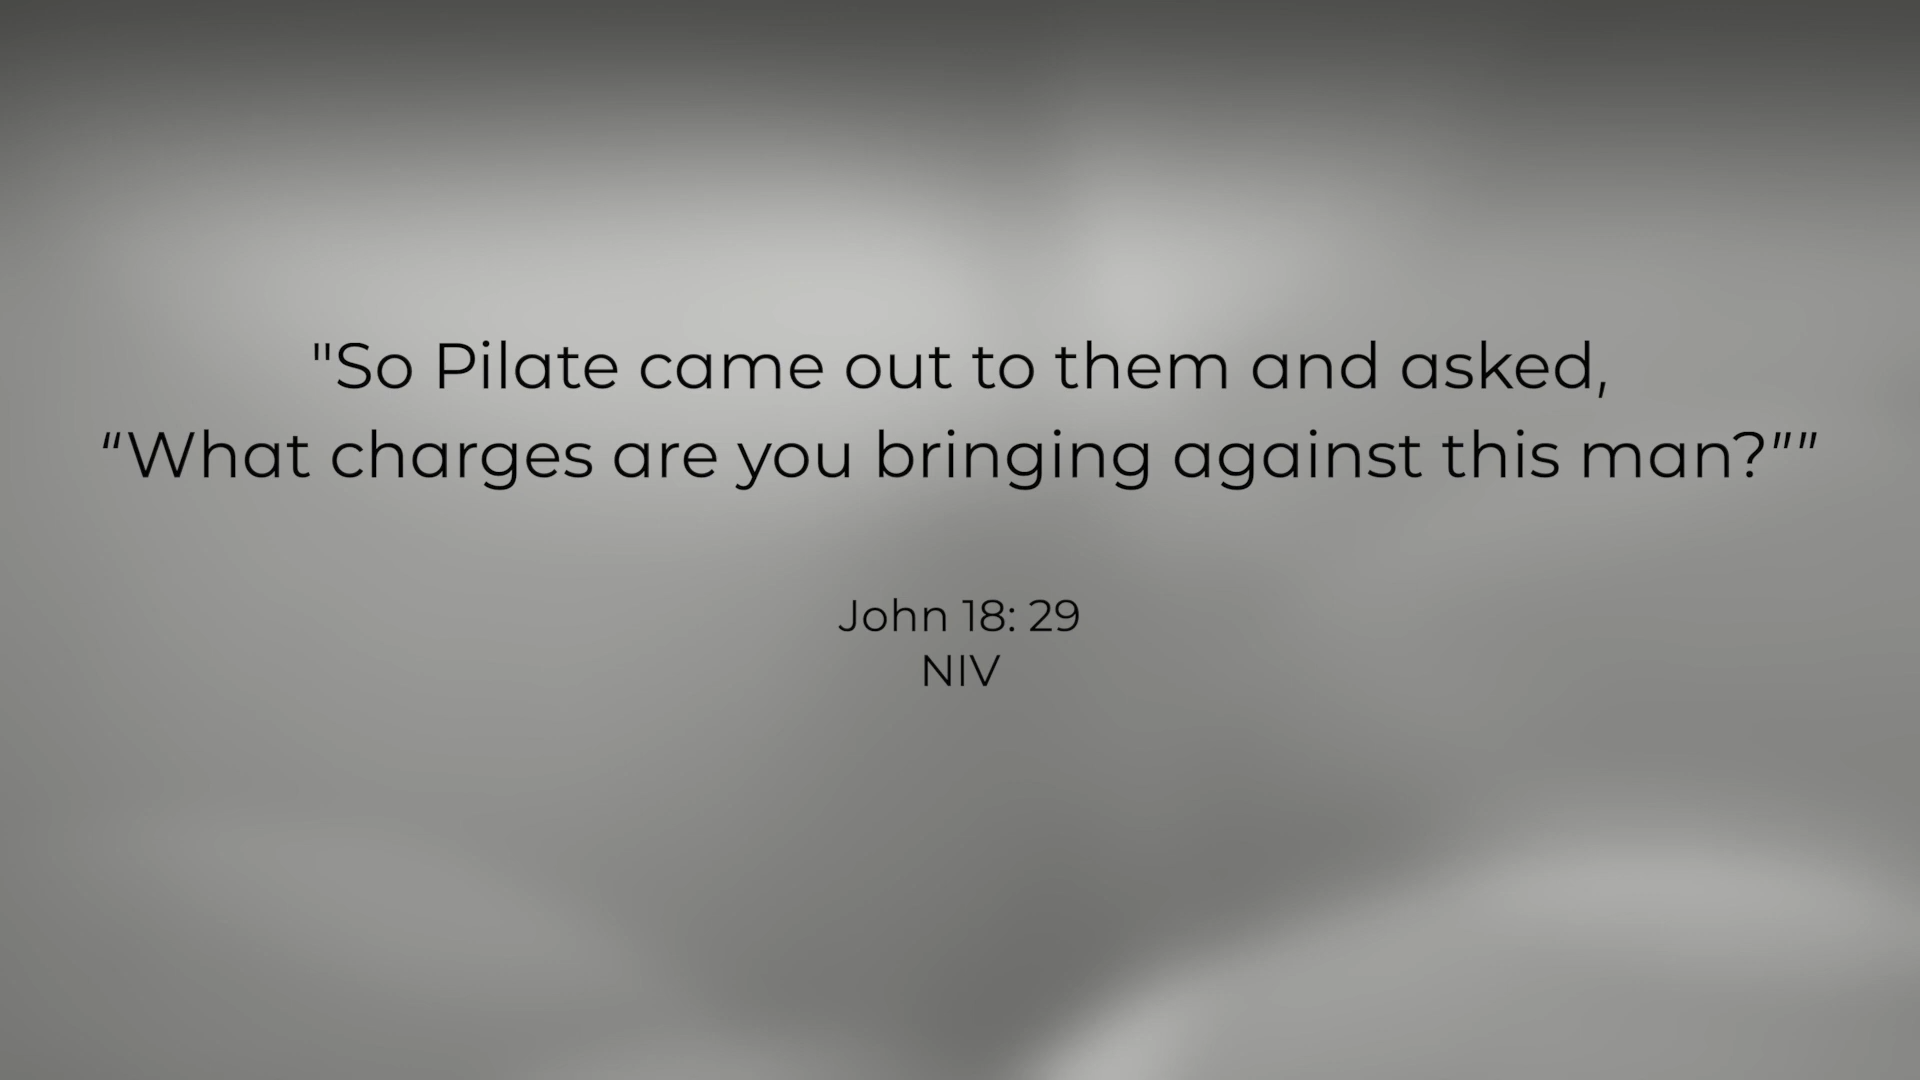 "So Pilate came out to them and asked,
“What charges are you bringing against this man?””
John 18: 29
NIV